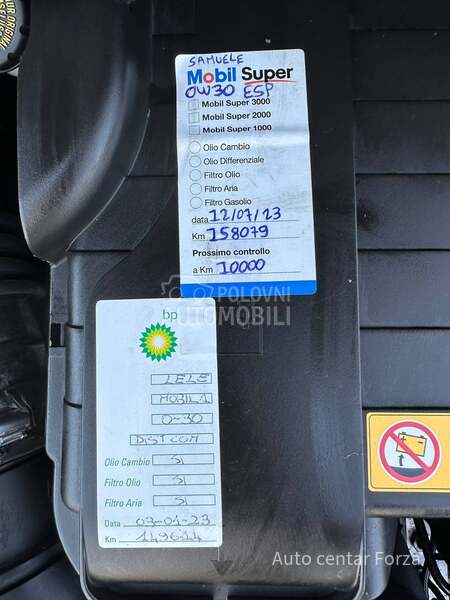 SAMUELE
Mobil Super
0W30 ESP
Mobil Super 3000
Mobil Super 2000
Mobil Super 1000
Olio Cambio
Olio Differenziale
Filtro Olio
Filtro Aria
Filtro Gasolio
data 12/07/23
Km 158079
Prossimo controllo
a Km 10000
POLOVNI
AUTOMOBILI
bp
LELE
MOBIL 1
0-30
DIST COM
Olio Cambio SI
Filtro Olio SI
Filtro Aria SI
Data 03-01-23
Km 149614
Auto centar Forza